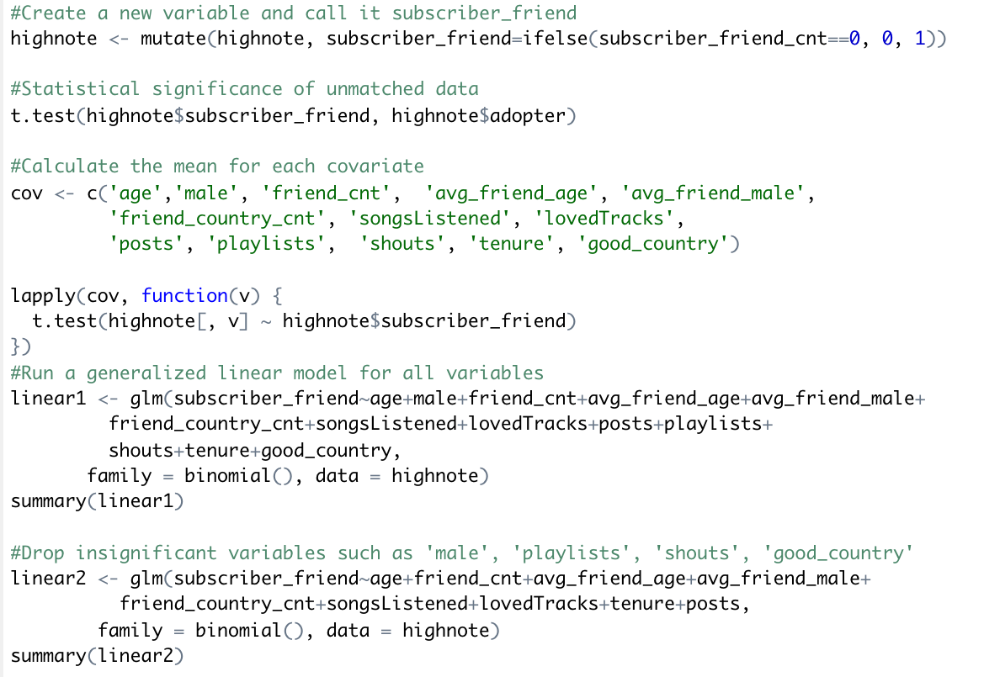 #Create a new variable and call it subscriber_friend
highnote <- mutate(highnote, subscriber_friend=ifelse(subscriber_friend_cnt==0, 0, 1))
#Statistical significance of unmatched data
t.test(highnote$subscriber_friend, highnote$adopter)
#Calculate the mean for each covariate
cov <- c('age','male', 'friend_cnt',  'avg_friend_age', 'avg_friend_male',
         'friend_country_cnt', 'songsListened', 'lovedTracks',
         'posts', 'playlists',  'shouts', 'tenure', 'good_country')
lapply(cov, function(v) {
  t.test(highnote[, v] ~ highnote$subscriber_friend)
})
#Run a generalized linear model for all variables
linear1 <- glm(subscriber_friend~age+male+friend_cnt+avg_friend_age+avg_friend_male+
         friend_country_cnt+songsListened+lovedTracks+posts+playlists+
         shouts+tenure+good_country,
       family = binomial(), data = highnote)
summary(linear1)
#Drop insignificant variables such as 'male', 'playlists', 'shouts', 'good_country'
linear2 <- glm(subscriber_friend~age+friend_cnt+avg_friend_age+avg_friend_male+
          friend_country_cnt+songsListened+lovedTracks+tenure+posts,
        family = binomial(), data = highnote)
summary(linear2)